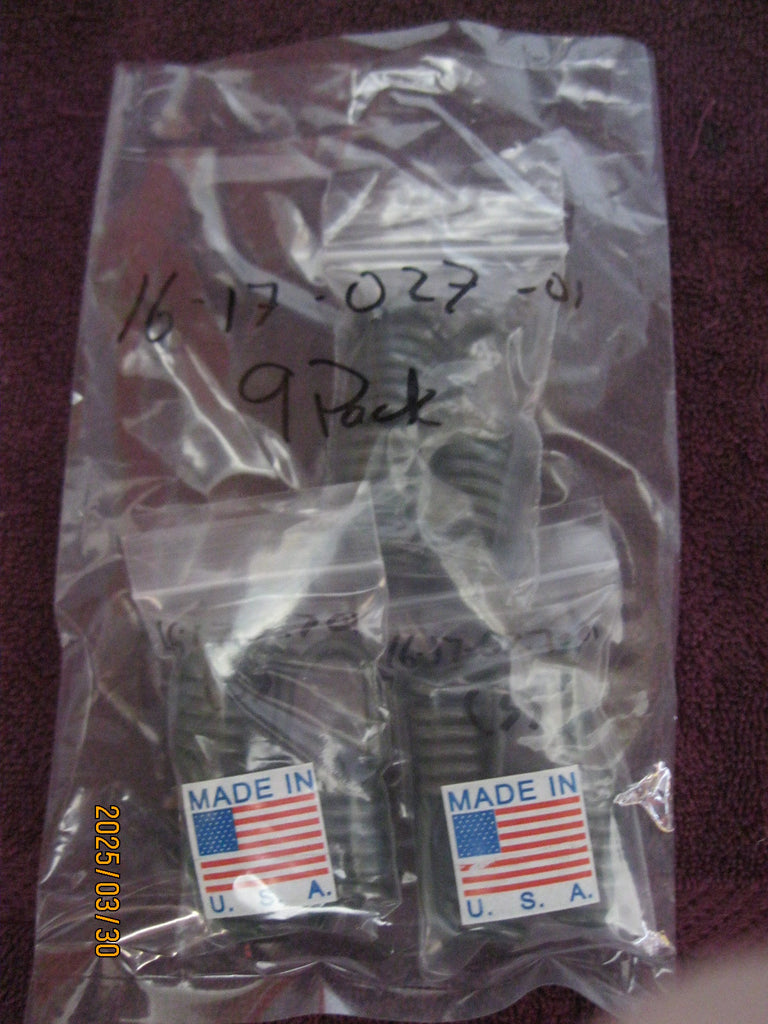 16-17-027-01
9 Pack
MADE IN
U. S. A.
MADE IN
U. S. A.
2025/03/30